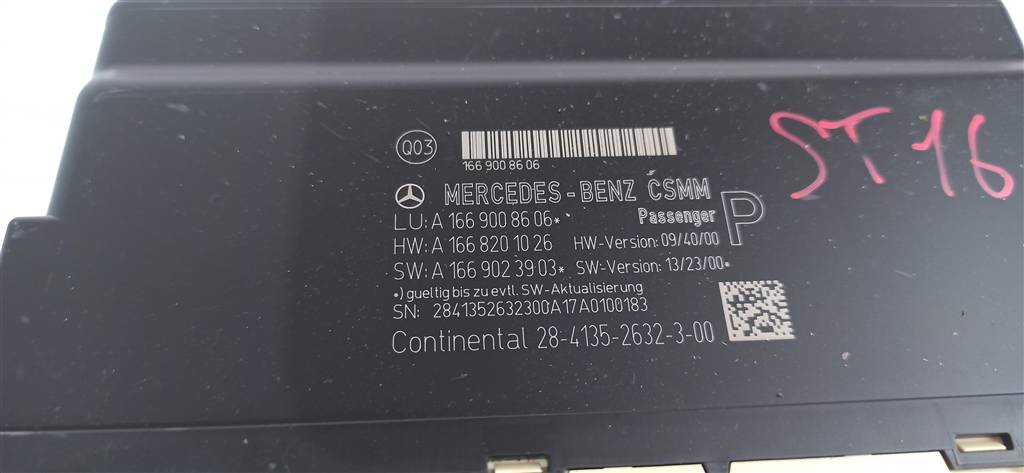 Q03
166 900 86 06
ST 16
MERCEDES-BENZ CSMM
LU: A 166 900 86 06*
Passenger P
HW: A 166 820 10 26 HW-Version: 09/40/00
SW: A 166 902 39 03* SW-Version: 13/23/00*
*) gueltig bis zu evtl. SW-Aktualisierung
SN: 2841352632300A17A0100183
Continental 28-4135-2632-3-00